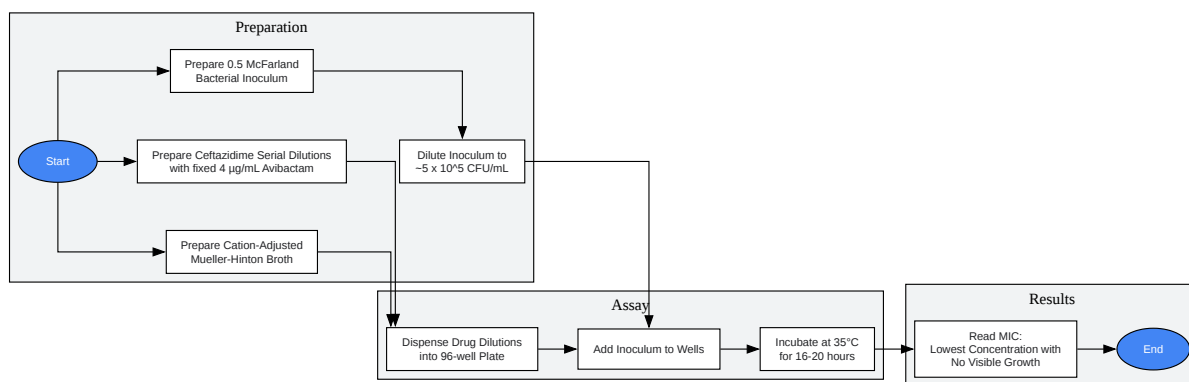 Preparation
Prepare 0.5 McFarland
Bacterial Inoculum
Start
Prepare Ceftazidime Serial Dilutions
with fixed 4 µg/mL Avibactam
Dilute Inoculum to
~5 x 10^5 CFU/mL
Prepare Cation-Adjusted
Mueller-Hinton Broth
Assay
Dispense Drug Dilutions
into 96-well Plate
Add Inoculum to Wells
Incubate at 35°C
for 16-20 hours
Results
Read MIC:
Lowest Concentration with
No Visible Growth
End